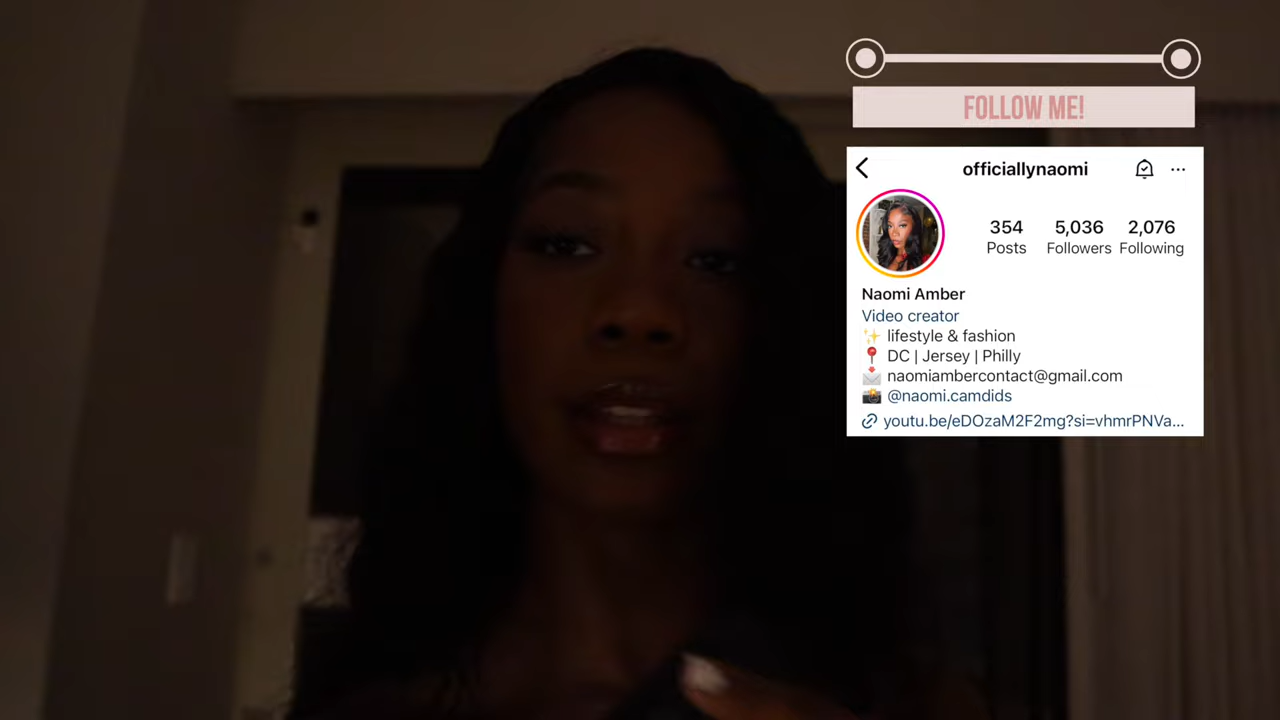 FOLLOW ME!
officiallynaomi
354 5,036 2,076
Posts Followers Following
Naomi Amber
Video creator
✨ lifestyle & fashion
📍 DC | Jersey | Philly
📩 naomiambercontact@gmail.com
📸 @naomi.camdids
youtu.be/eDOzaM2F2mg?si=vhmrPNVa...